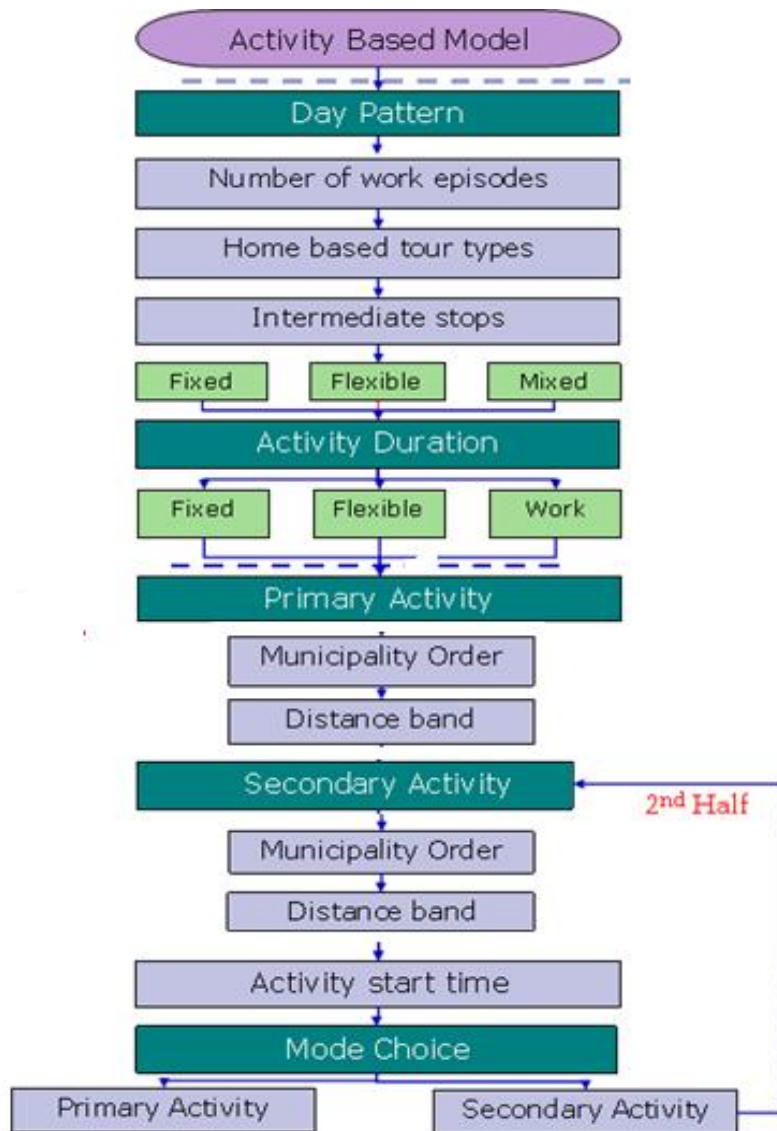 Activity Based Model
Day Pattern
Number of work episodes
Home based tour types
Intermediate stops
Fixed
Flexible
Mixed
Activity Duration
Fixed
Flexible
Work
Primary Activity
Municipality Order
Distance band
Secondary Activity
2nd Half
Municipality Order
Distance band
Activity start time
Mode Choice
Primary Activity
Secondary Activity